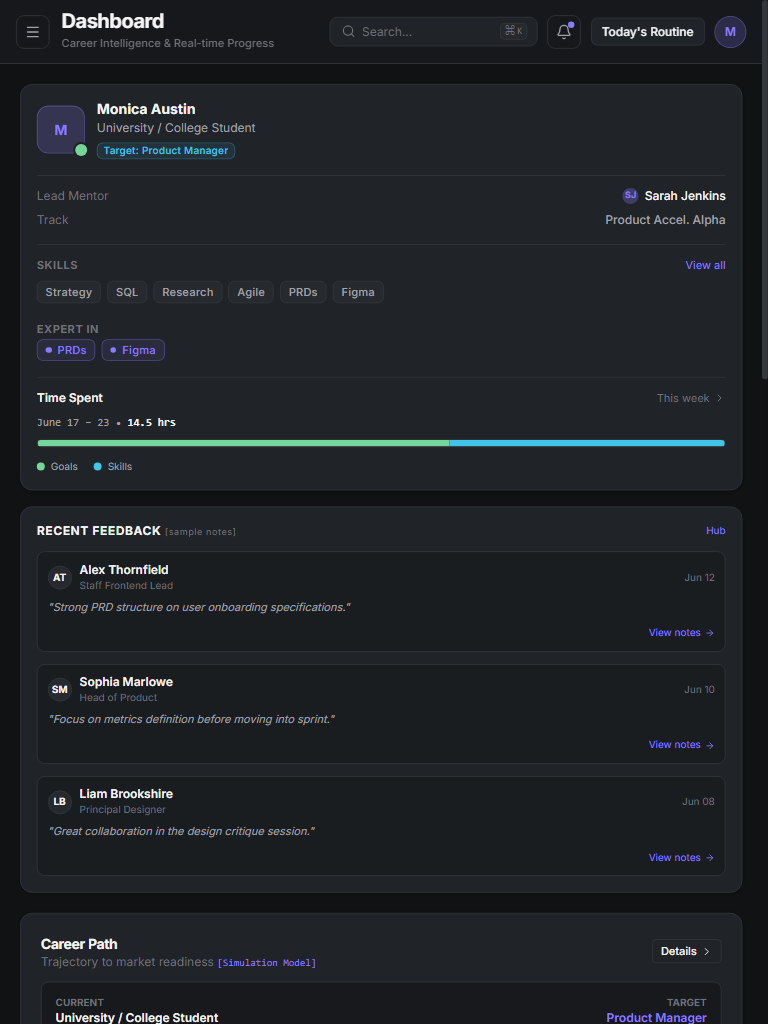 Dashboard
Career Intelligence & Real-time Progress
Search...
⌘K
Today's Routine
M
M
Monica Austin
University / College Student
Target: Product Manager
Lead Mentor
SJ Sarah Jenkins
Track
Product Accel. Alpha
SKILLS
View all
Strategy
SQL
Research
Agile
PRDs
Figma
EXPERT IN
PRDs
Figma
Time Spent
This week
June 17 – 23 • 14.5 hrs
Goals
Skills
RECENT FEEDBACK [sample notes]
Hub
AT
Alex Thornfield
Staff Frontend Lead
Jun 12
"Strong PRD structure on user onboarding specifications."
View notes →
SM
Sophia Marlowe
Head of Product
Jun 10
"Focus on metrics definition before moving into sprint."
View notes →
LB
Liam Brookshire
Principal Designer
Jun 08
"Great collaboration in the design critique session."
View notes →
Career Path
Trajectory to market readiness [Simulation Model]
Details
CURRENT
TARGET
University / College Student
Product Manager